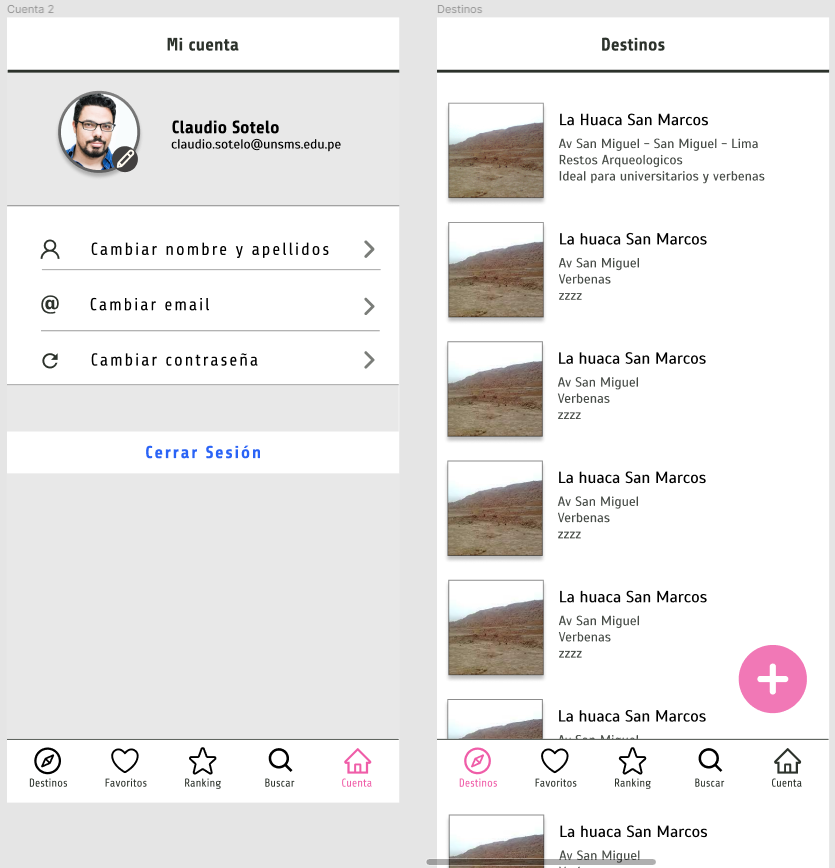 Cuenta 2
Mi cuenta
Claudio Sotelo
claudio.sotelo@unsms.edu.pe
Cambiar nombre y apellidos
@ Cambiar email
Cambiar contraseña
Cerrar Sesión
Destinos Favoritos Ranking Buscar Cuenta
Destinos
Destinos
La Huaca San Marcos
Av San Miguel - San Miguel - Lima
Restos Arqueologicos
Ideal para universitarios y verbenas
La huaca San Marcos
Av San Miguel
Verbenas
zzzz
La huaca San Marcos
Av San Miguel
Verbenas
zzzz
La huaca San Marcos
Av San Miguel
Verbenas
zzzz
La huaca San Marcos
Av San Miguel
Verbenas
zzzz
La huaca San Marcos
Destinos Favoritos Ranking Buscar Cuenta
La huaca San Marcos
Av San Miguel